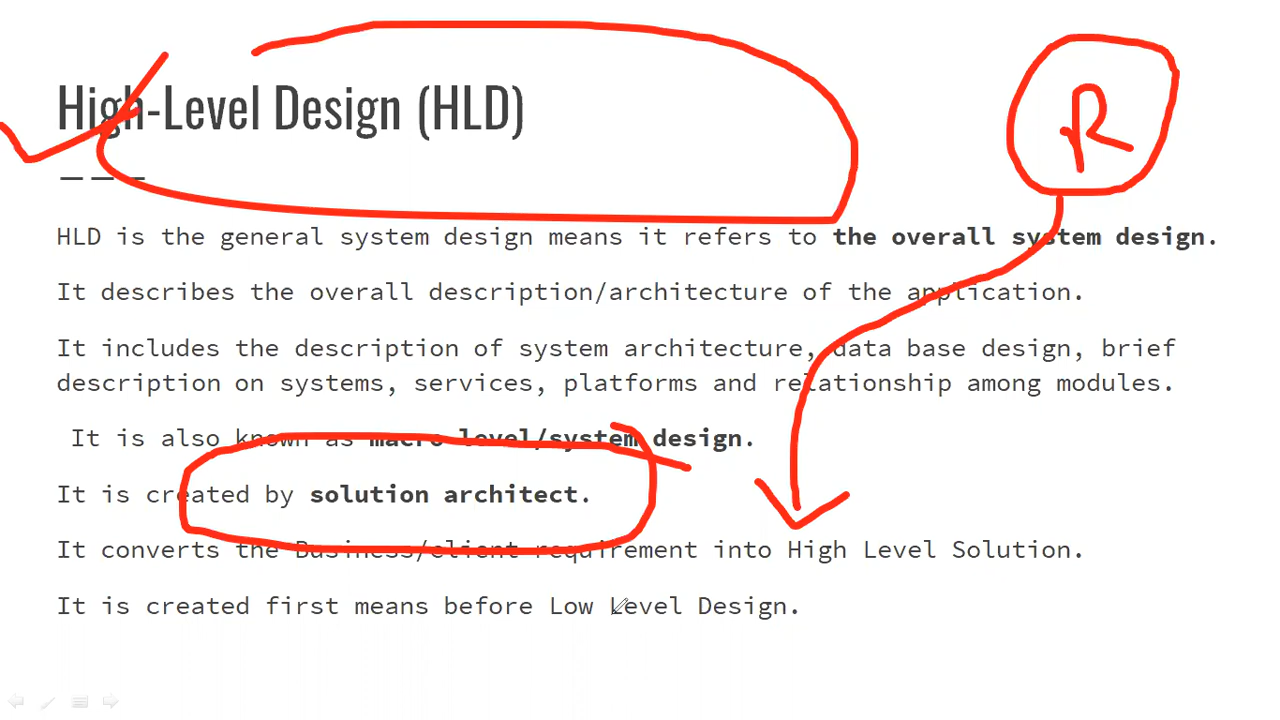 High-Level Design (HLD)
R
HLD is the general system design means it refers to the overall system design.
It describes the overall description/architecture of the application.
It includes the description of system architecture, data base design, brief
description on systems, services, platforms and relationship among modules.
It is also known as macro level/system design.
It is created by solution architect.
It converts the Business/client requirement into High Level Solution.
It is created first means before Low Level Design.